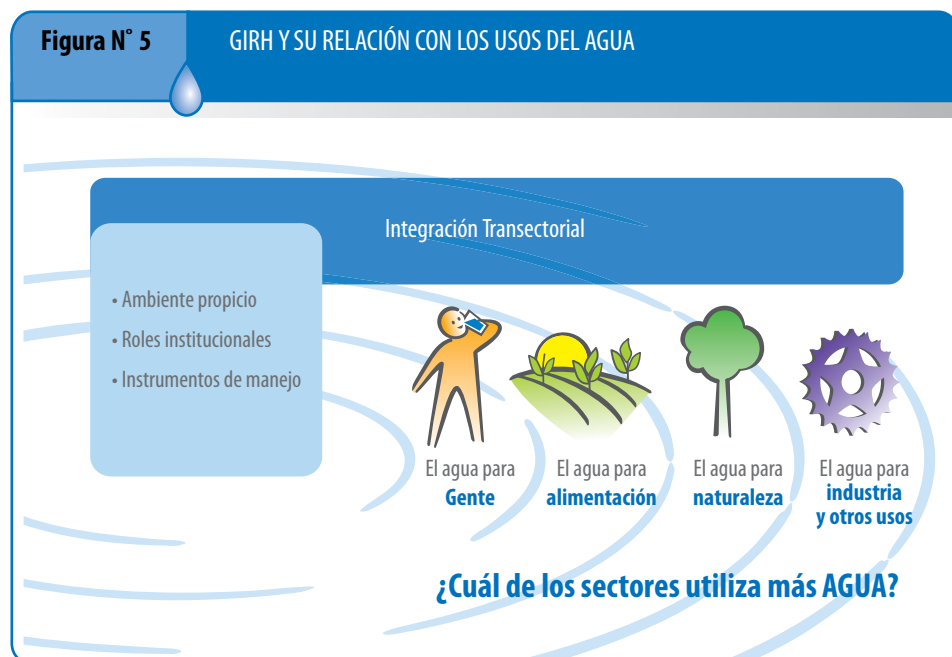 Figura N° 5
GIRH Y SU RELACIÓN CON LOS USOS DEL AGUA
Integración Transectorial
• Ambiente propicio
• Roles institucionales
• Instrumentos de manejo
El agua para
Gente
El agua para
alimentación
El agua para
naturaleza
El agua para
industria
y otros usos
¿Cuál de los sectores utiliza más AGUA?